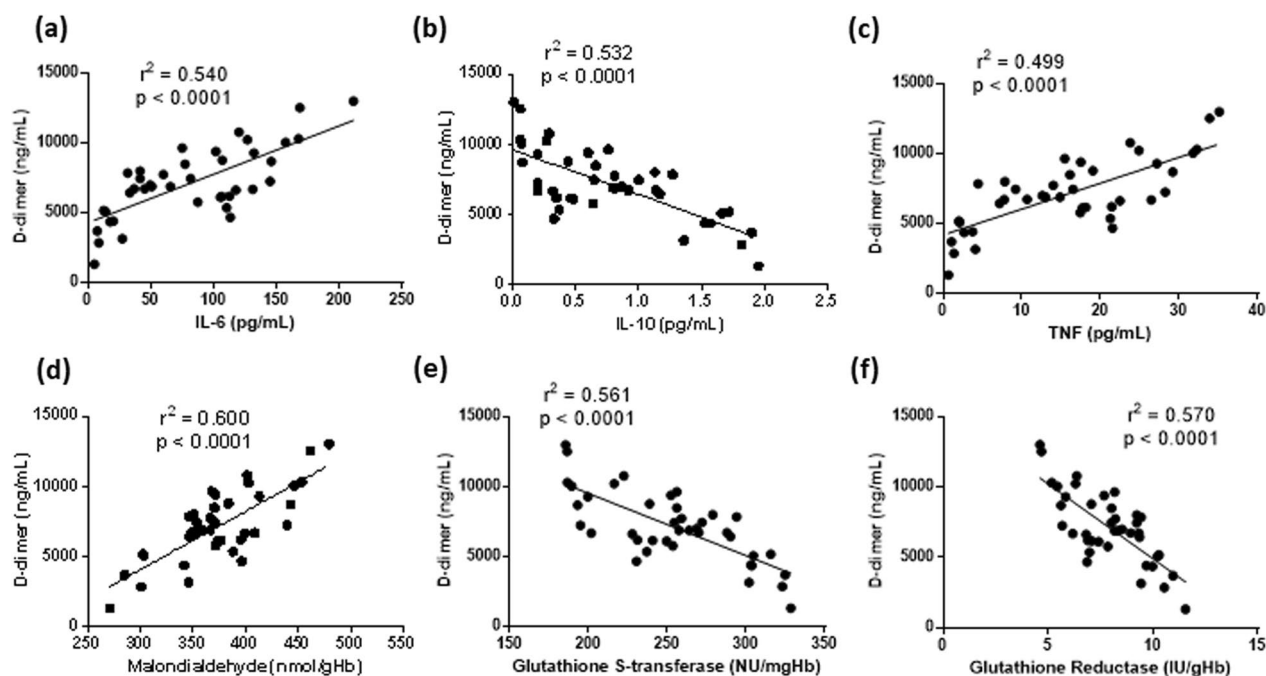 (a)
r² = 0.540
p < 0.0001
D-dimer (ng/mL)
15000
10000
5000
0
0 50 100 150 200 250
IL-6 (pg/mL)
(b)
r² = 0.532
p < 0.0001
D-dimer (ng/mL)
15000
10000
5000
0
0.0 0.5 1.0 1.5 2.0 2.5
IL-10 (pg/mL)
(c)
r² = 0.499
p < 0.0001
D-dimer (ng/mL)
15000
10000
5000
0
0 10 20 30 40
TNF (pg/mL)
(d)
r² = 0.600
p < 0.0001
D-dimer (ng/mL)
15000
10000
5000
0
250 300 350 400 450 500 550
Malondialdehyde (nmol/gHb)
(e)
r² = 0.561
p < 0.0001
D-dimer (ng/mL)
15000
10000
5000
0
150 200 250 300 350
Glutathione S-transferase (NU/mgHb)
(f)
r² = 0.570
p < 0.0001
D-dimer (ng/mL)
15000
10000
5000
0
0 5 10 15
Glutathione Reductase (IU/gHb)